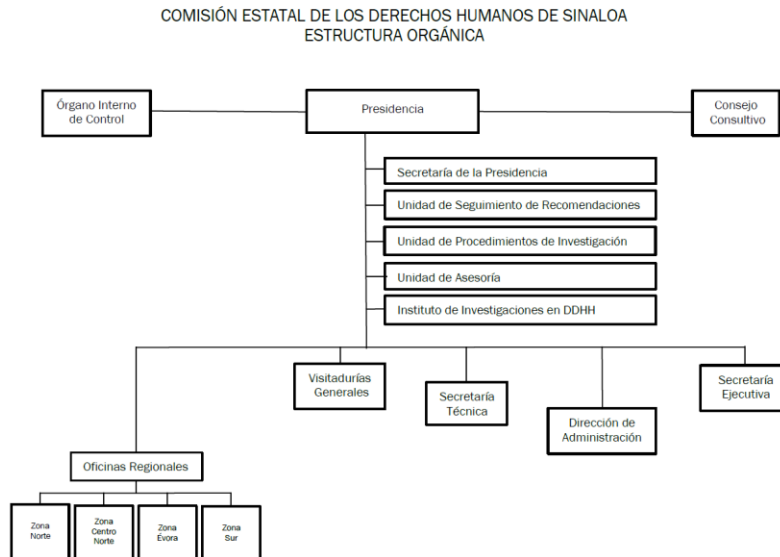 COMISIÓN ESTATAL DE LOS DERECHOS HUMANOS DE SINALOA
ESTRUCTURA ORGÁNICA
Órgano Interno
de Control
Presidencia
Consejo
Consultivo
Secretaría de la Presidencia
Unidad de Seguimiento de Recomendaciones
Unidad de Procedimientos de Investigación
Unidad de Asesoría
Instituto de Investigaciones en DDHH
Visitadurías
Generales
Secretaría
Técnica
Dirección de
Administración
Secretaría
Ejecutiva
Oficinas Regionales
Zona
Norte
Zona
Centro
Norte
Zona
Évora
Zona
Sur